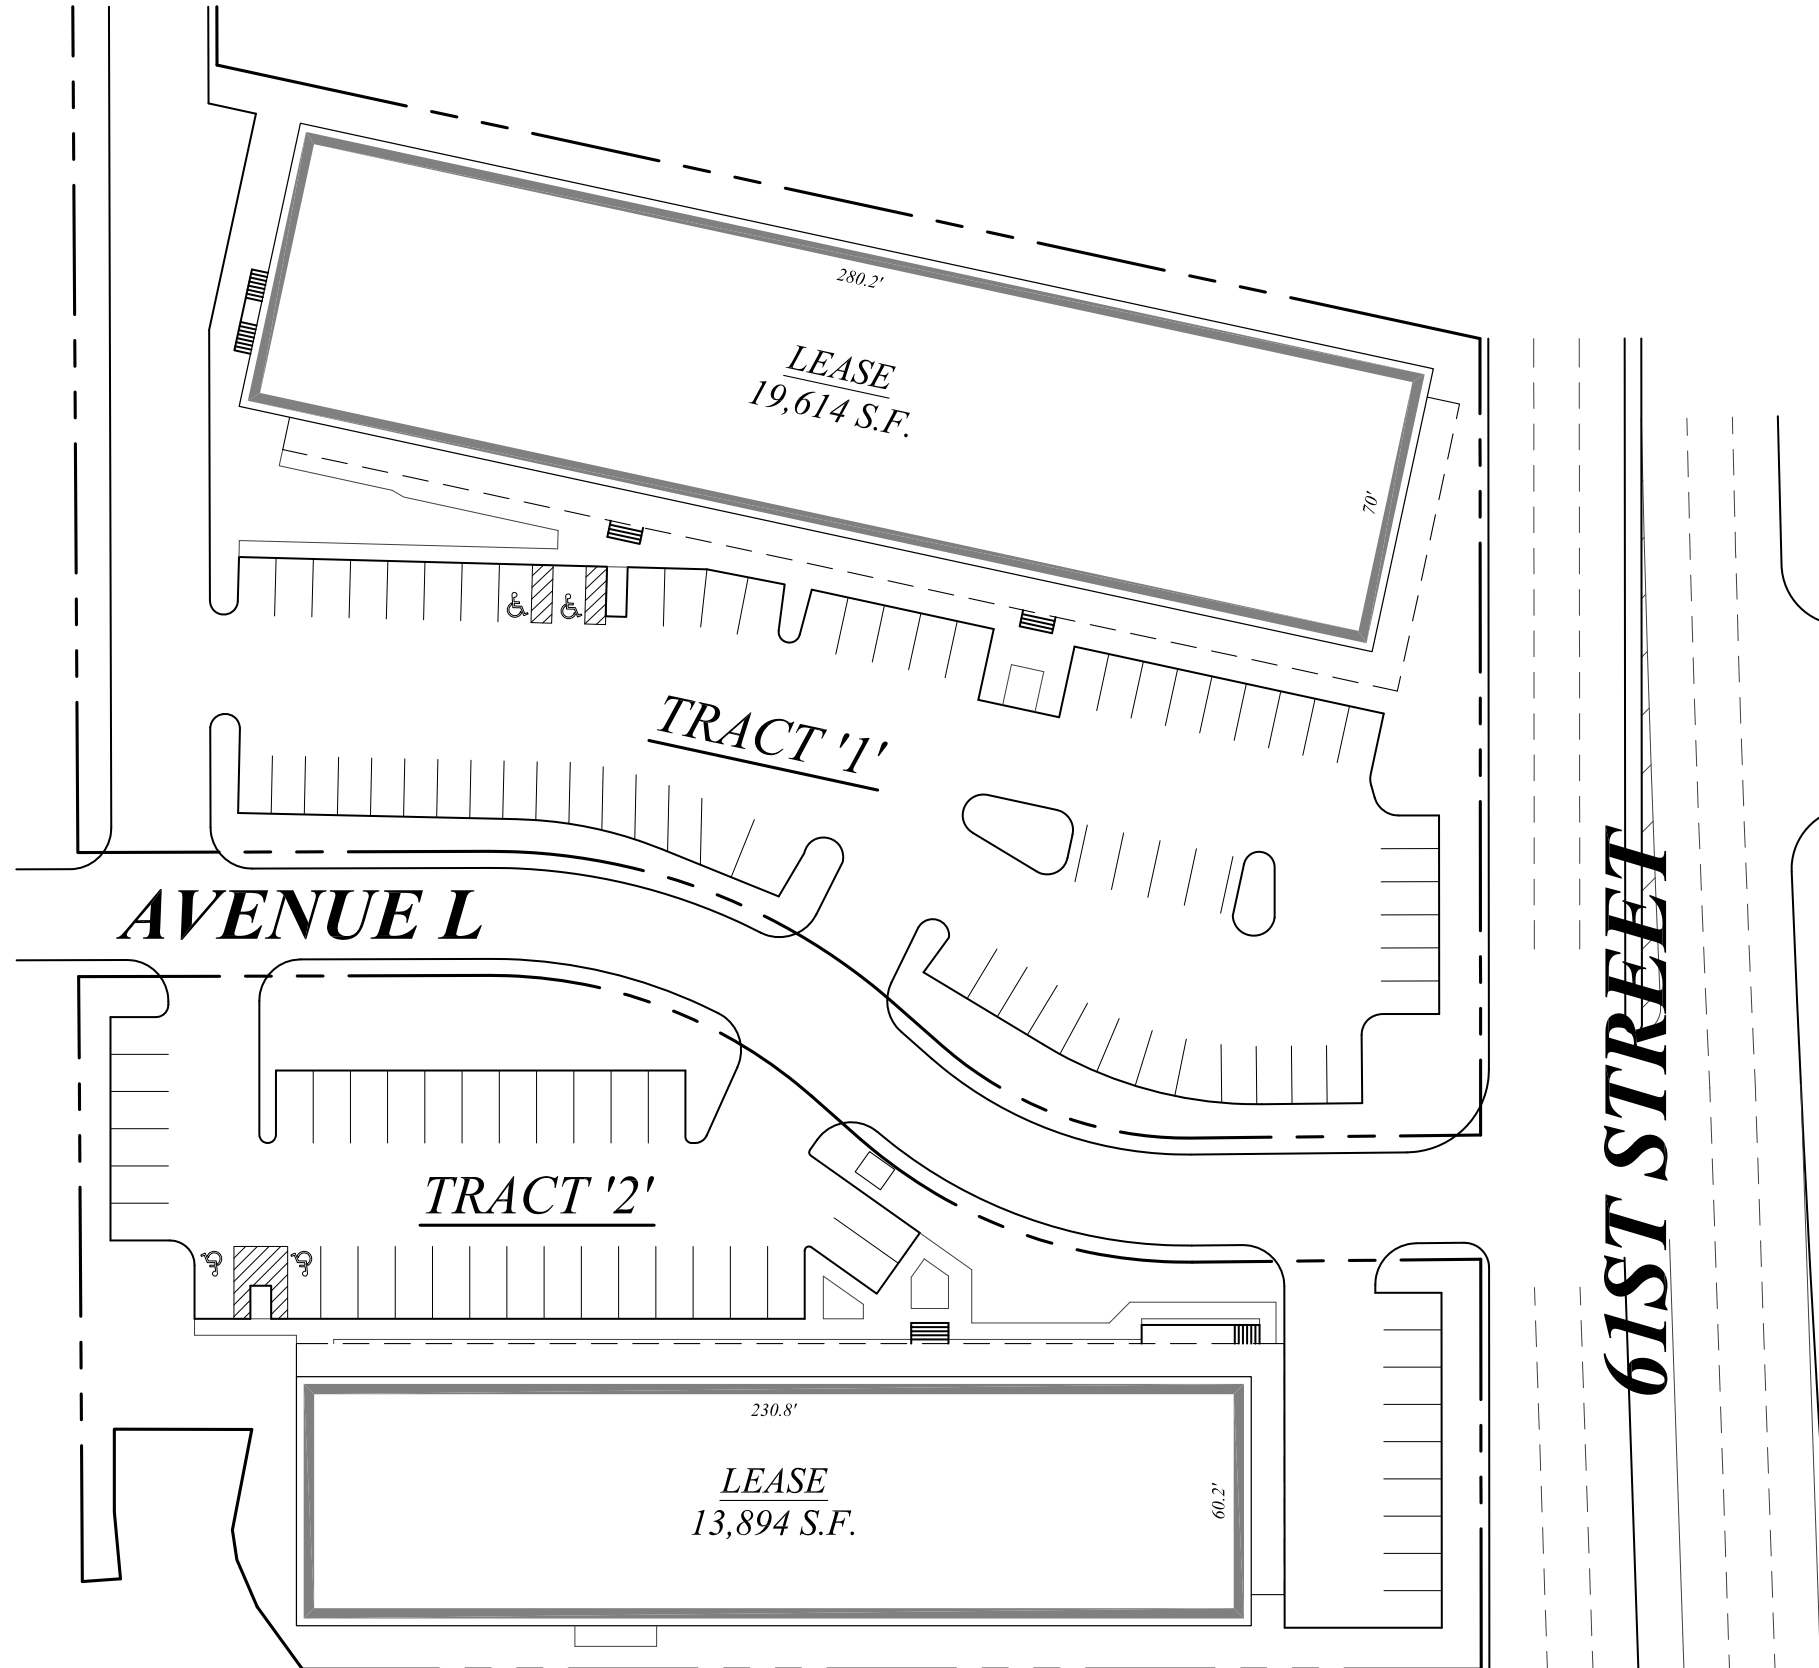 280.2'
LEASE
19,614 S.F.
70'
TRACT '1'
AVENUE L
61ST STREET
TRACT '2'
230.8'
LEASE
13,894 S.F.
60.2'